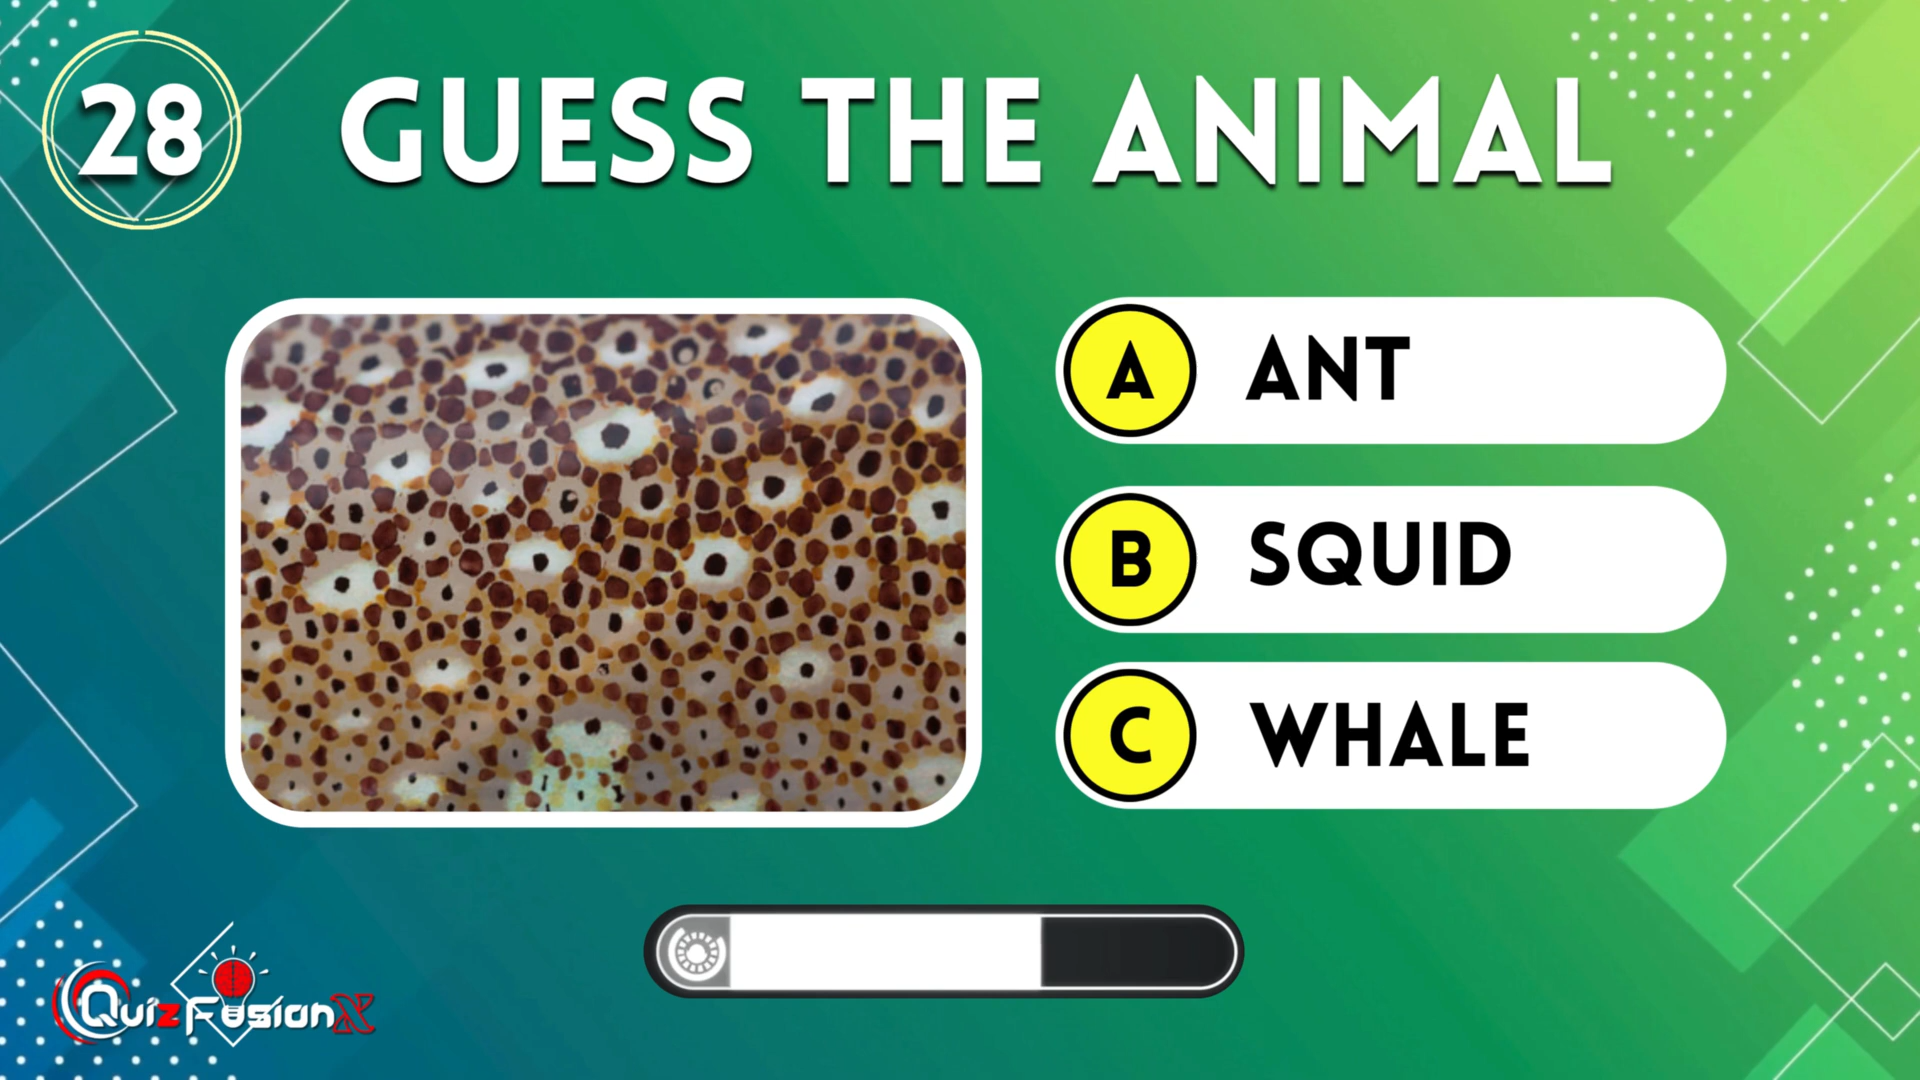 28
GUESS THE ANIMAL
A ANT
B SQUID
C WHALE
QuizFusionX